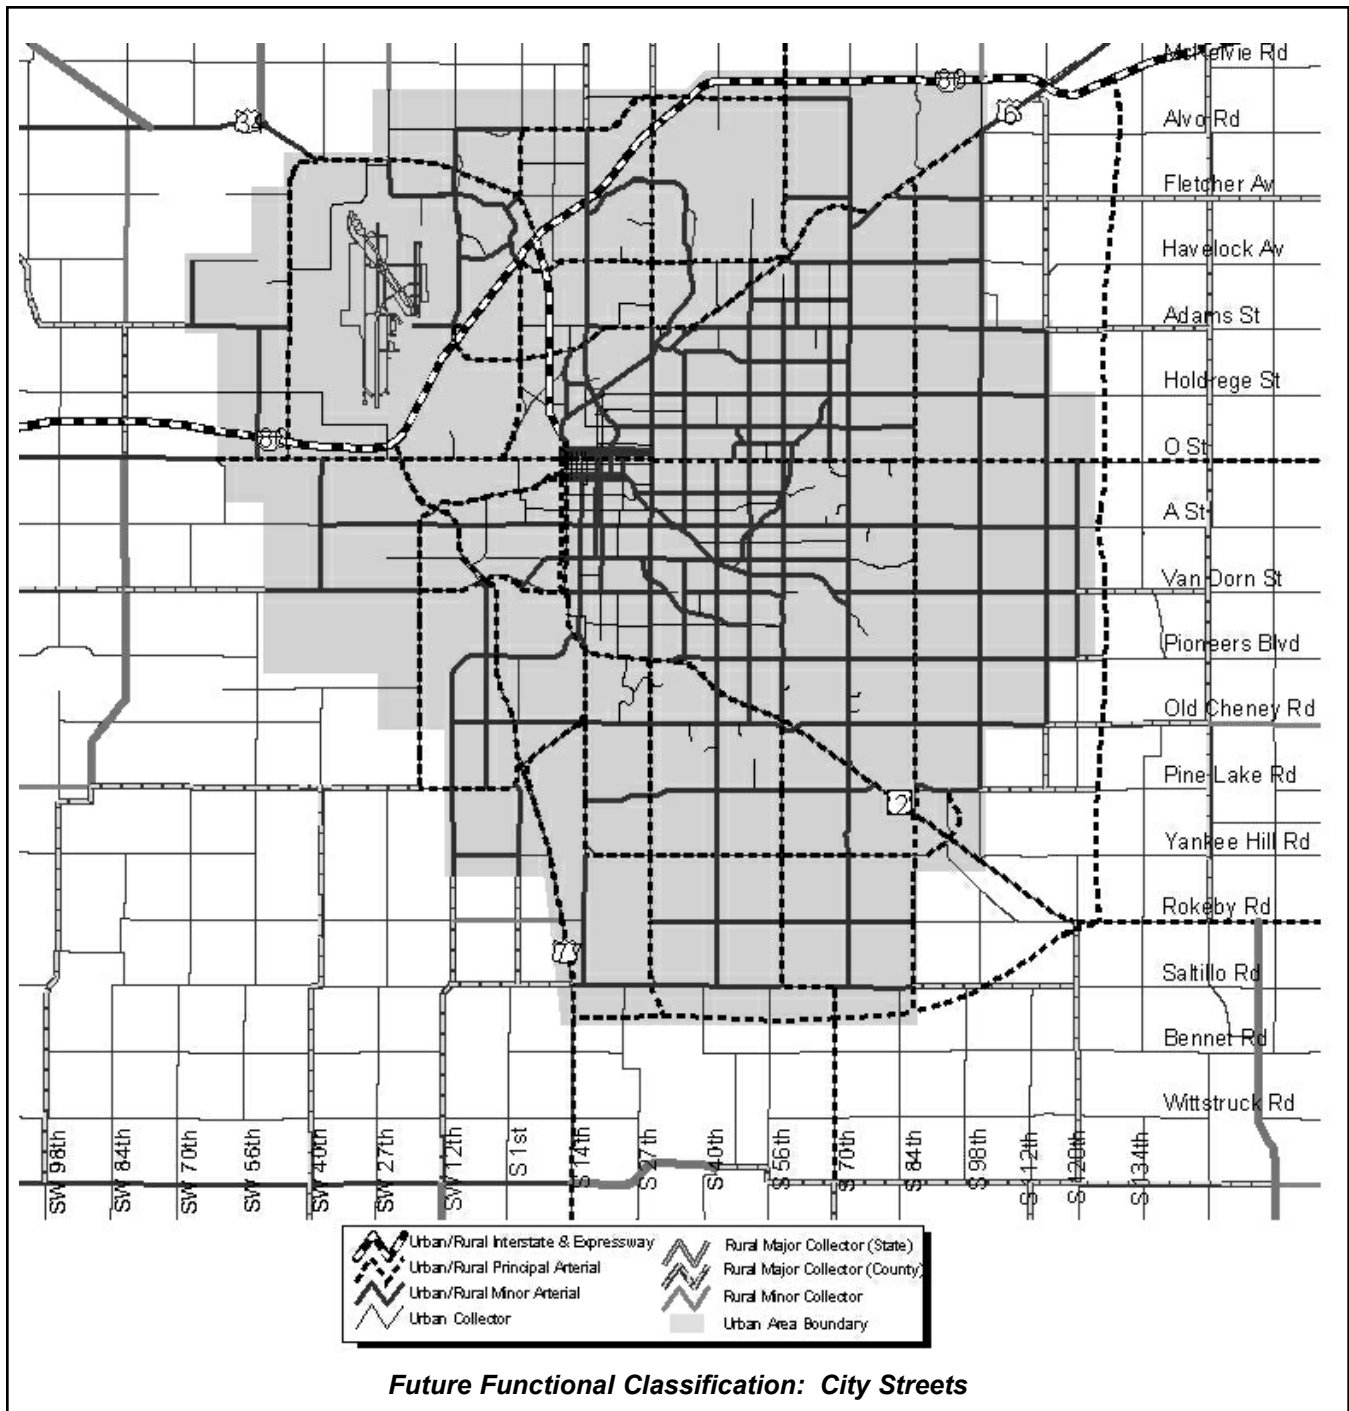 McKelvie Rd
80
6
34
Alvo Rd
Fletcher Av
Havelock Av
Adams St
Holdrege St
80
O St
A St
Van Dorn St
Pioneers Blvd
Old Cheney Rd
Pine Lake Rd
2
Yankee Hill Rd
Rokeby Rd
77
Saltillo Rd
Bennet Rd
Wittstruck Rd
SW 98th
SW 84th
SW 70th
SW 56th
SW 40th
SW 27th
SW 12th
S 1st
S 14th
S 27th
S 40th
S 56th
S 70th
S 84th
S 98th
S 112th
S 120th
S 134th
Urban/Rural Interstate & Expressway
Urban/Rural Principal Arterial
Urban/Rural Minor Arterial
Urban Collector
Rural Major Collector (State)
Rural Major Collector (County)
Rural Minor Collector
Urban Area Boundary
Future Functional Classification: City Streets